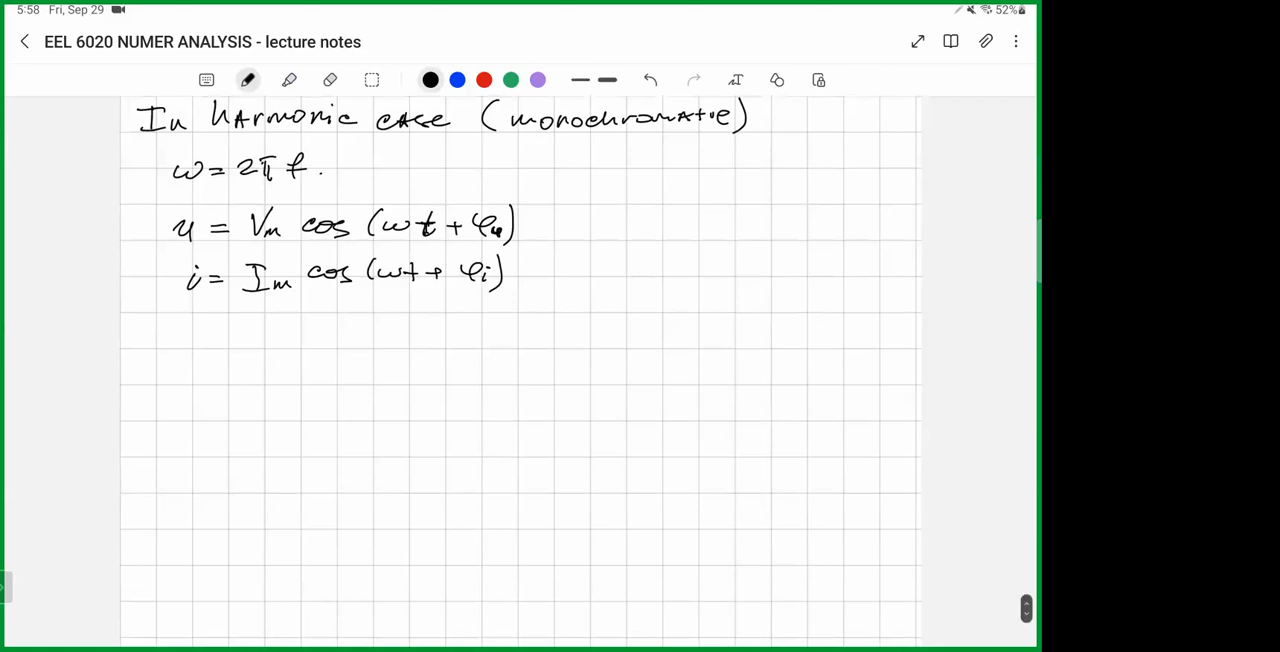 5:58 Fri, Sep 29 52%
EEL 6020 NUMER ANALYSIS - lecture notes
In harmonic case (monochromative)
ω = 2π f.
u = Vm cos (ωt + φu)
i = Im cos (ωt + φi)